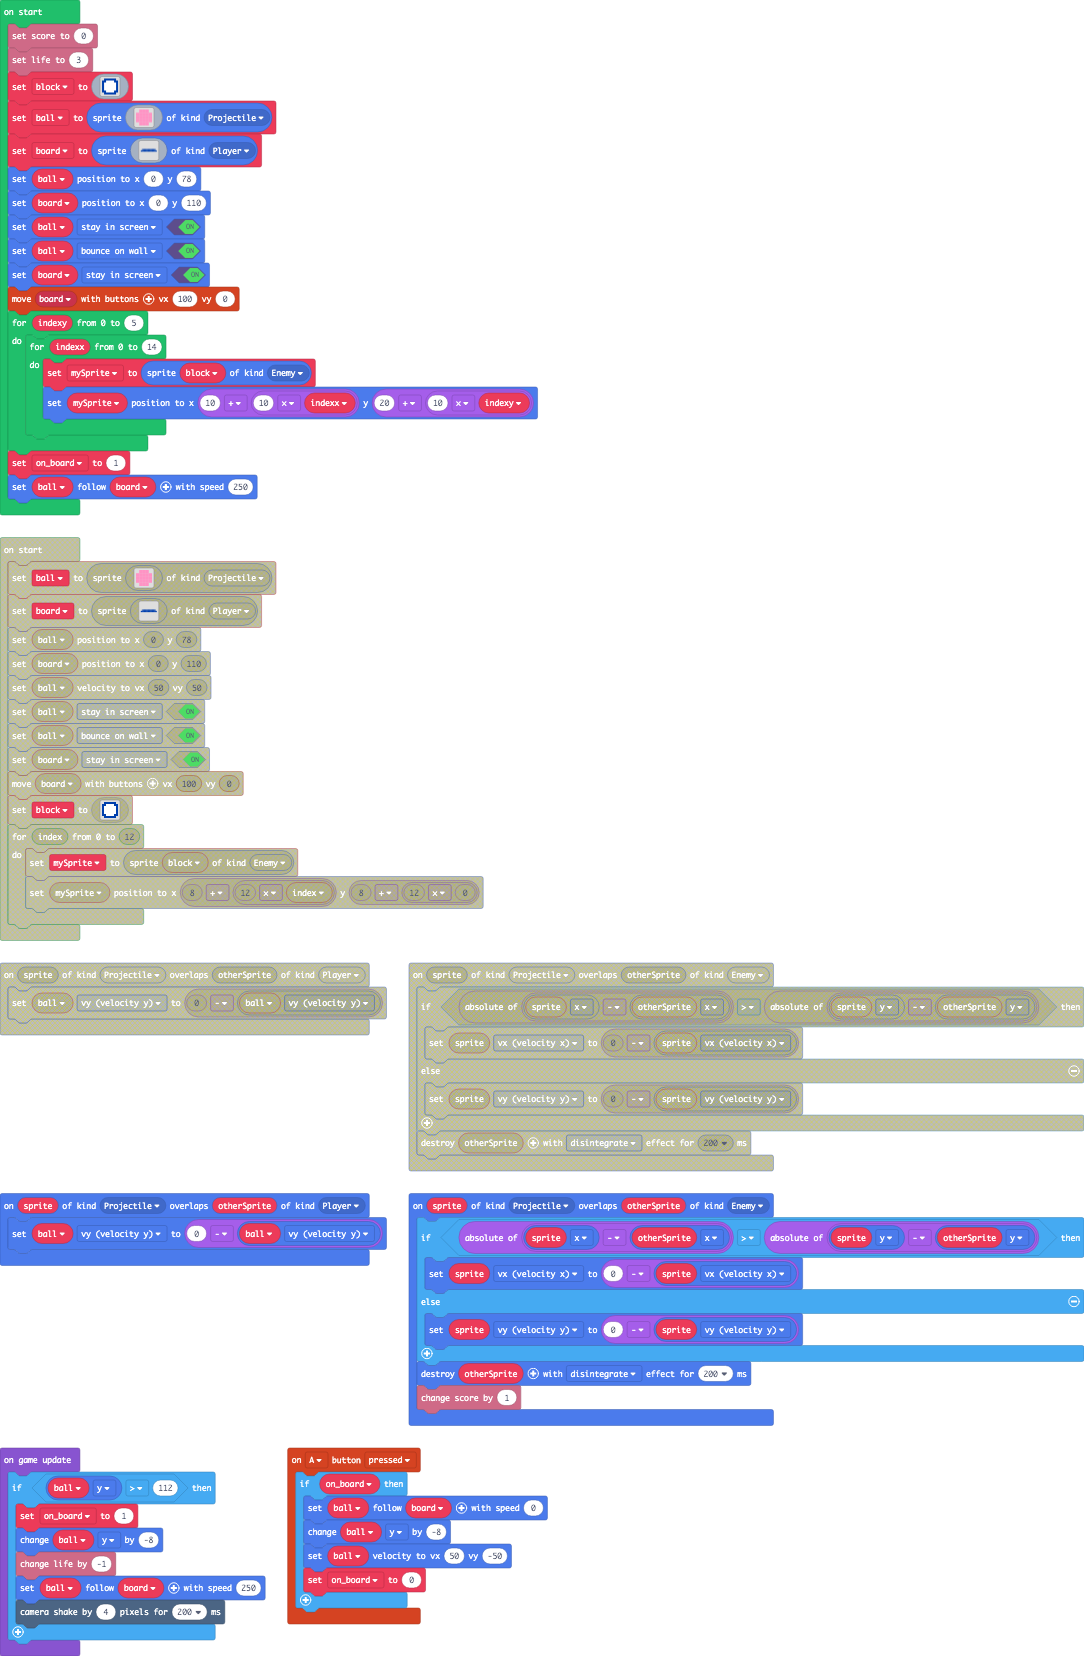 on start
set score to 0
set life to 3
set block to
set ball to sprite of kind Projectile
set board to sprite of kind Player
set ball position to x 0 y 78
set board position to x 0 y 110
set ball stay in screen ON
set ball bounce on wall ON
set board stay in screen ON
move board with buttons + vx 100 vy 0
for indexy from 0 to 5
do for indexx from 0 to 14
do set mySprite to sprite block of kind Enemy
set mySprite position to x 10 + 10 x indexx y 20 + 10 x indexy
set on_board to 1
set ball follow board + with speed 250
on start
set ball to sprite of kind Projectile
set board to sprite of kind Player
set ball position to x 0 y 78
set board position to x 0 y 110
set ball velocity to vx 50 vy 50
set ball stay in screen ON
set ball bounce on wall ON
set board stay in screen ON
move board with buttons + vx 100 vy 0
set block to
for index from 0 to 12
do set mySprite to sprite block of kind Enemy
set mySprite position to x 8 + 12 x index y 8 + 12 x 0
on sprite of kind Projectile overlaps otherSprite of kind Player
set ball vy (velocity y) to 0 - ball vy (velocity y)
on sprite of kind Projectile overlaps otherSprite of kind Enemy
if absolute of sprite x - otherSprite x > absolute of sprite y - otherSprite y then
set sprite vx (velocity x) to 0 - sprite vx (velocity x)
else
set sprite vy (velocity y) to 0 - sprite vy (velocity y)
destroy otherSprite + with disintegrate effect for 200 ms
on sprite of kind Projectile overlaps otherSprite of kind Player
set ball vy (velocity y) to 0 - ball vy (velocity y)
on sprite of kind Projectile overlaps otherSprite of kind Enemy
if absolute of sprite x - otherSprite x > absolute of sprite y - otherSprite y then
set sprite vx (velocity x) to 0 - sprite vx (velocity x)
else
set sprite vy (velocity y) to 0 - sprite vy (velocity y)
destroy otherSprite + with disintegrate effect for 200 ms
change score by 1
on game update
if ball y > 112 then
set on_board to 1
change ball y by -8
change life by -1
set ball follow board + with speed 250
camera shake by 4 pixels for 200 ms
on A button pressed
if on_board then
set ball follow board + with speed 0
change ball y by -8
set ball velocity to vx 50 vy -50
set on_board to 0